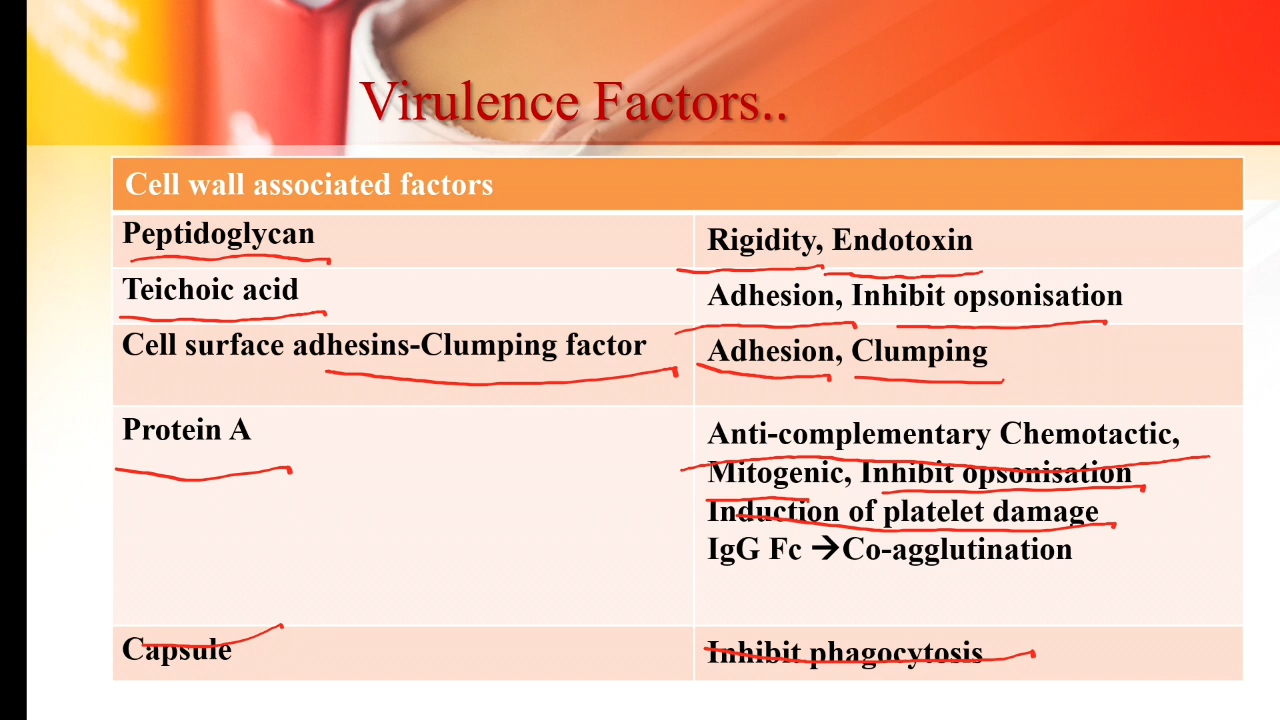 Virulence Factors..
Cell wall associated factors
Peptidoglycan
Rigidity, Endotoxin
Teichoic acid
Adhesion, Inhibit opsonisation
Cell surface adhesins-Clumping factor
Adhesion, Clumping
Protein A
Anti-complementary Chemotactic,
Mitogenic, Inhibit opsonisation
Induction of platelet damage
IgG Fc →Co-agglutination
Capsule
Inhibit phagocytosis